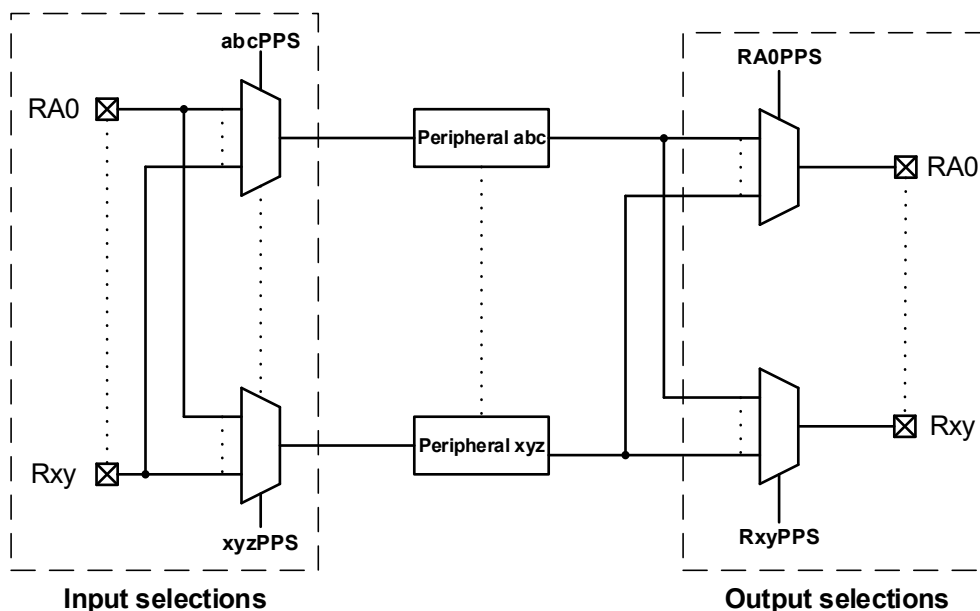 abcPPS
RA0PPS
RA0
Peripheral abc
RA0
Rxy
Peripheral xyz
Rxy
xyzPPS
RxyPPS
Input selections
Output selections